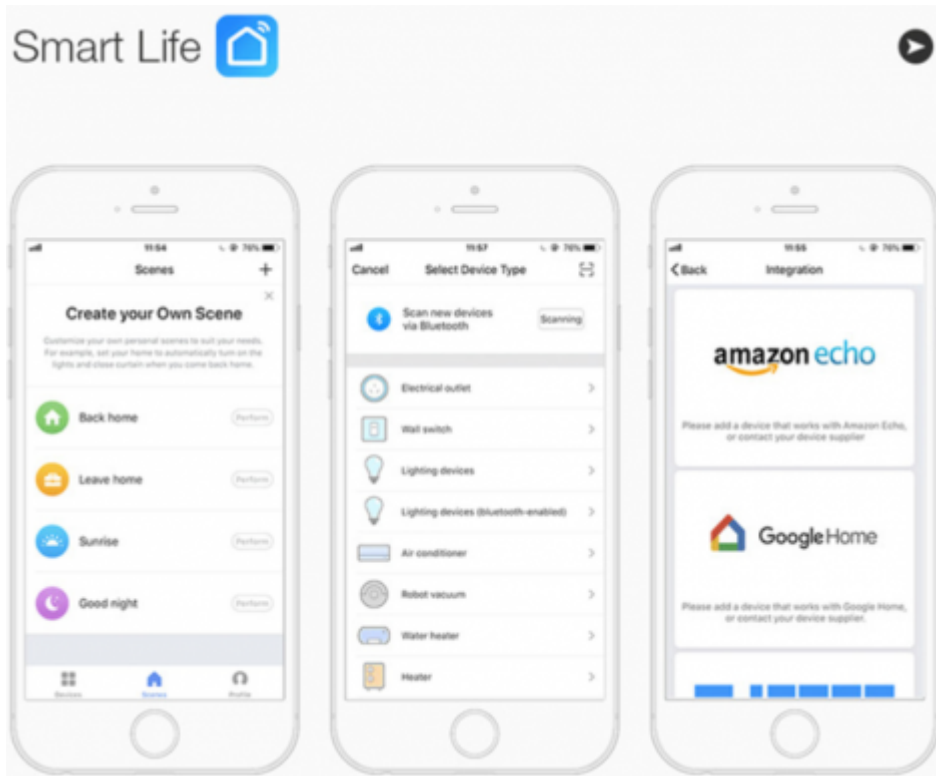 Smart Life
11:54
76%
Scenes
+
Create your Own Scene
Customize your own personal scenes to suit your needs.
For example, set your home to automatically turn on the
lights and close curtain when you come back home.
Back home
Perform
Leave home
Perform
Sunrise
Perform
Good night
Perform
Devices
Scenes
Profile
11:57
76%
Cancel
Select Device Type
Scan new devices
via Bluetooth
Scanning
Electrical outlet
Wall switch
Lighting devices
Lighting devices (bluetooth-enabled)
Air conditioner
Robot vacuum
Water heater
Heater
11:55
76%
Back
Integration
amazon echo
Please add a device that works with Amazon Echo,
or contact your device supplier
Google Home
Please add a device that works with Google Home,
or contact your device supplier.